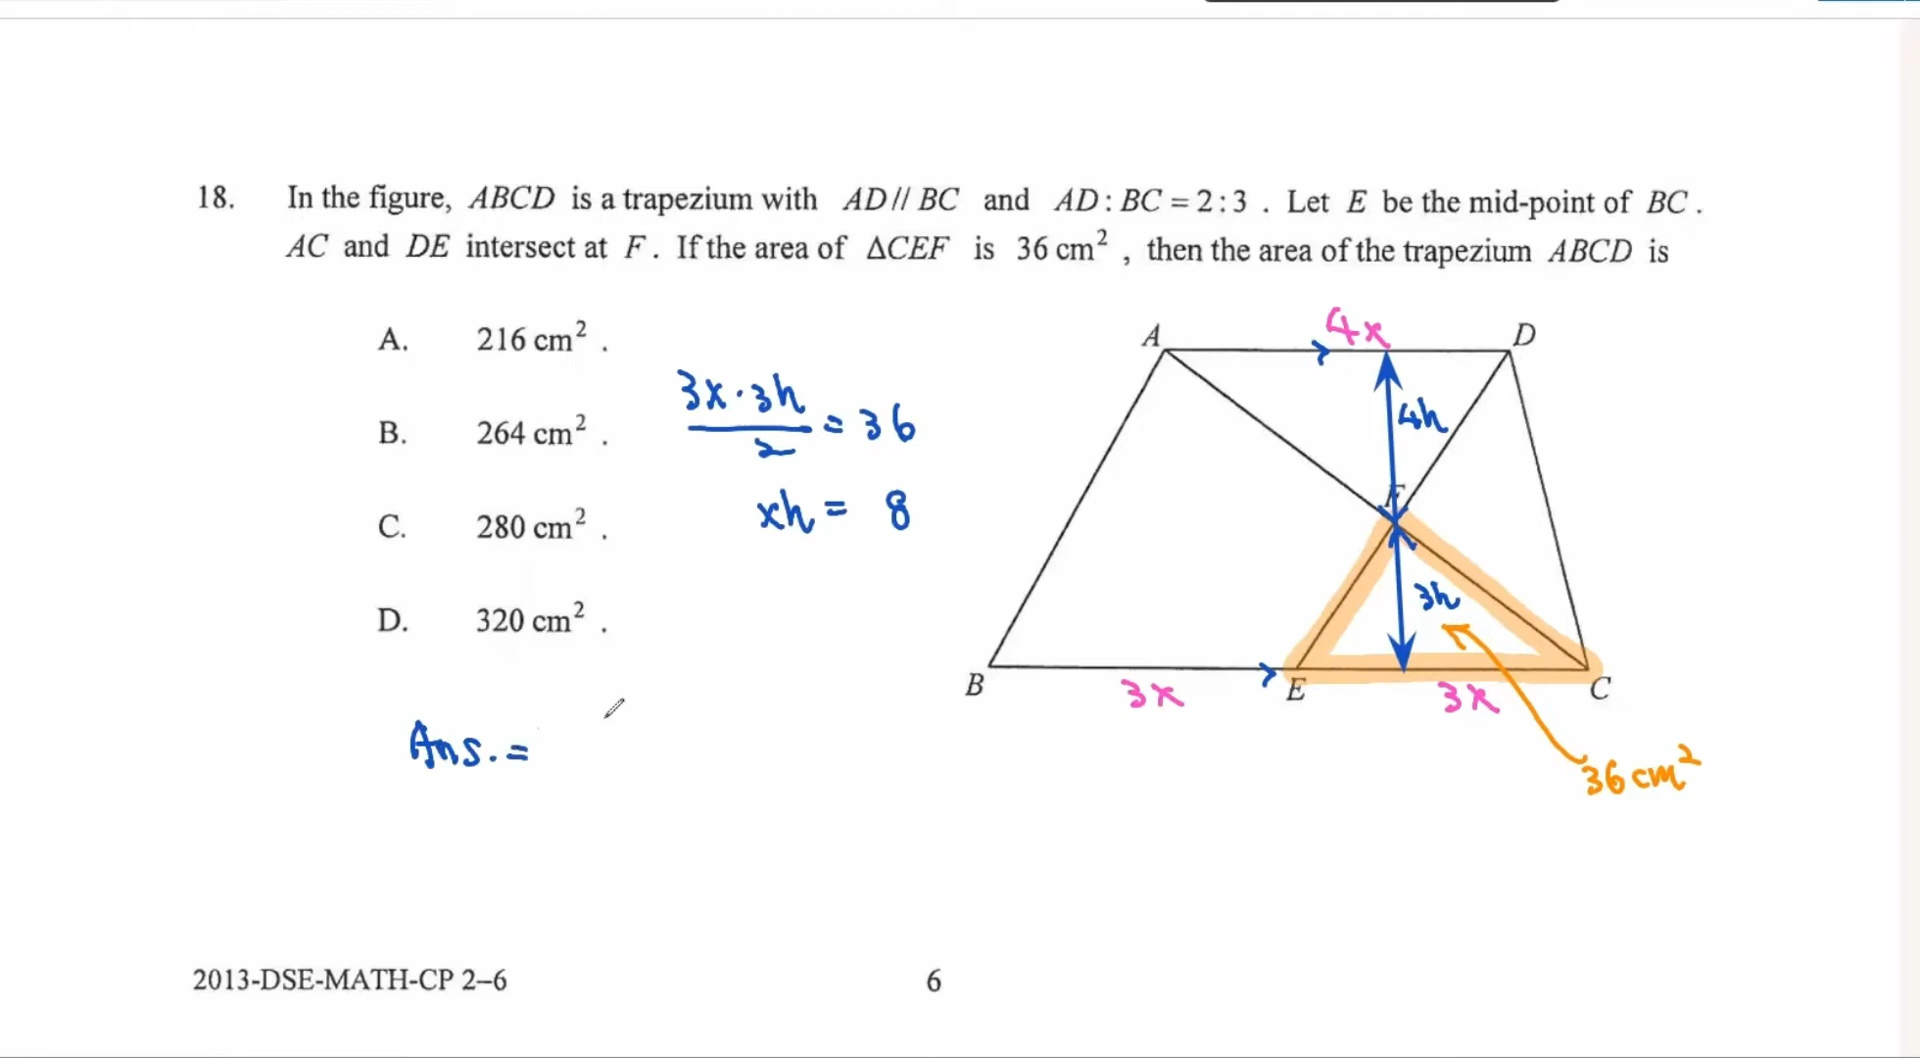 18. In the figure, ABCD is a trapezium with AD // BC and AD : BC = 2 : 3 . Let E be the mid-point of BC .
AC and DE intersect at F . If the area of ΔCEF is 36 cm² , then the area of the trapezium ABCD is
A. 216 cm² .
B. 264 cm² .
C. 280 cm² .
D. 320 cm² .
3x · 3h
2
= 36
xh = 8
Ans. =
A
4x
D
4h
F
3h
B
3x
E
3x
C
36 cm²
2013-DSE-MATH-CP 2–6
6